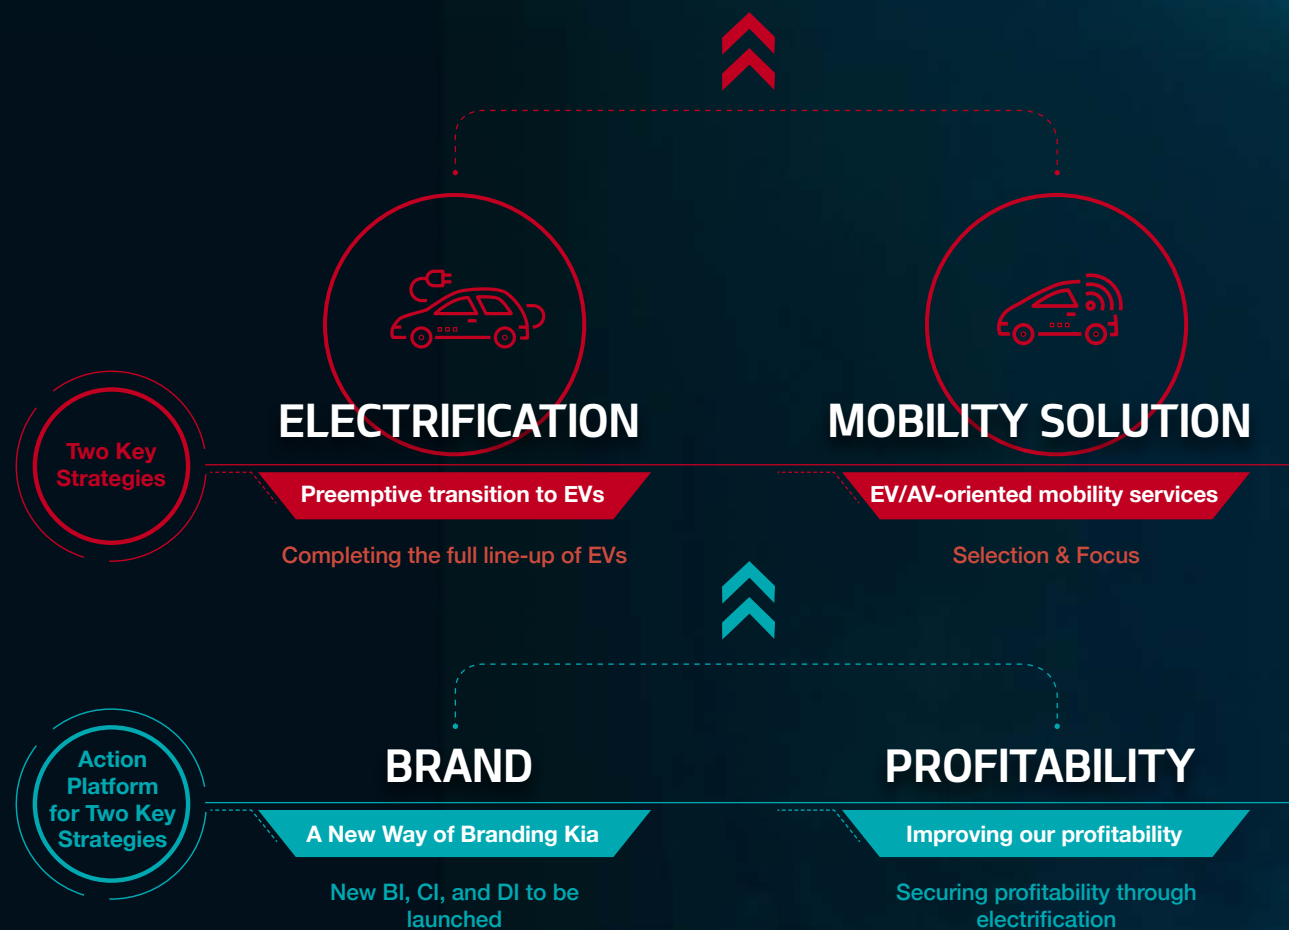 ELECTRIFICATION
MOBILITY SOLUTION
Two Key
Strategies
Preemptive transition to EVs
EV/AV-oriented mobility services
Completing the full line-up of EVs
Selection & Focus
Action
Platform
for Two Key
Strategies
BRAND
PROFITABILITY
A New Way of Branding Kia
Improving our profitability
New BI, CI, and DI to be
launched
Securing profitability through
electrification